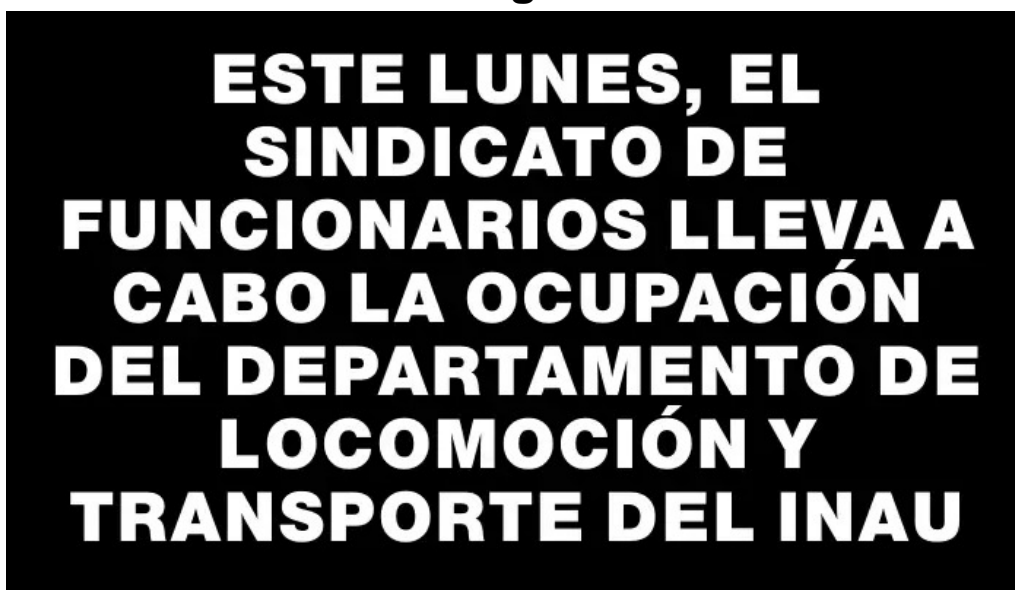 ESTE LUNES, EL
SINDICATO DE
FUNCIONARIOS LLEVA A
CABO LA OCUPACIÓN
DEL DEPARTAMENTO DE
LOCOMOCIÓN Y
TRANSPORTE DEL INAU